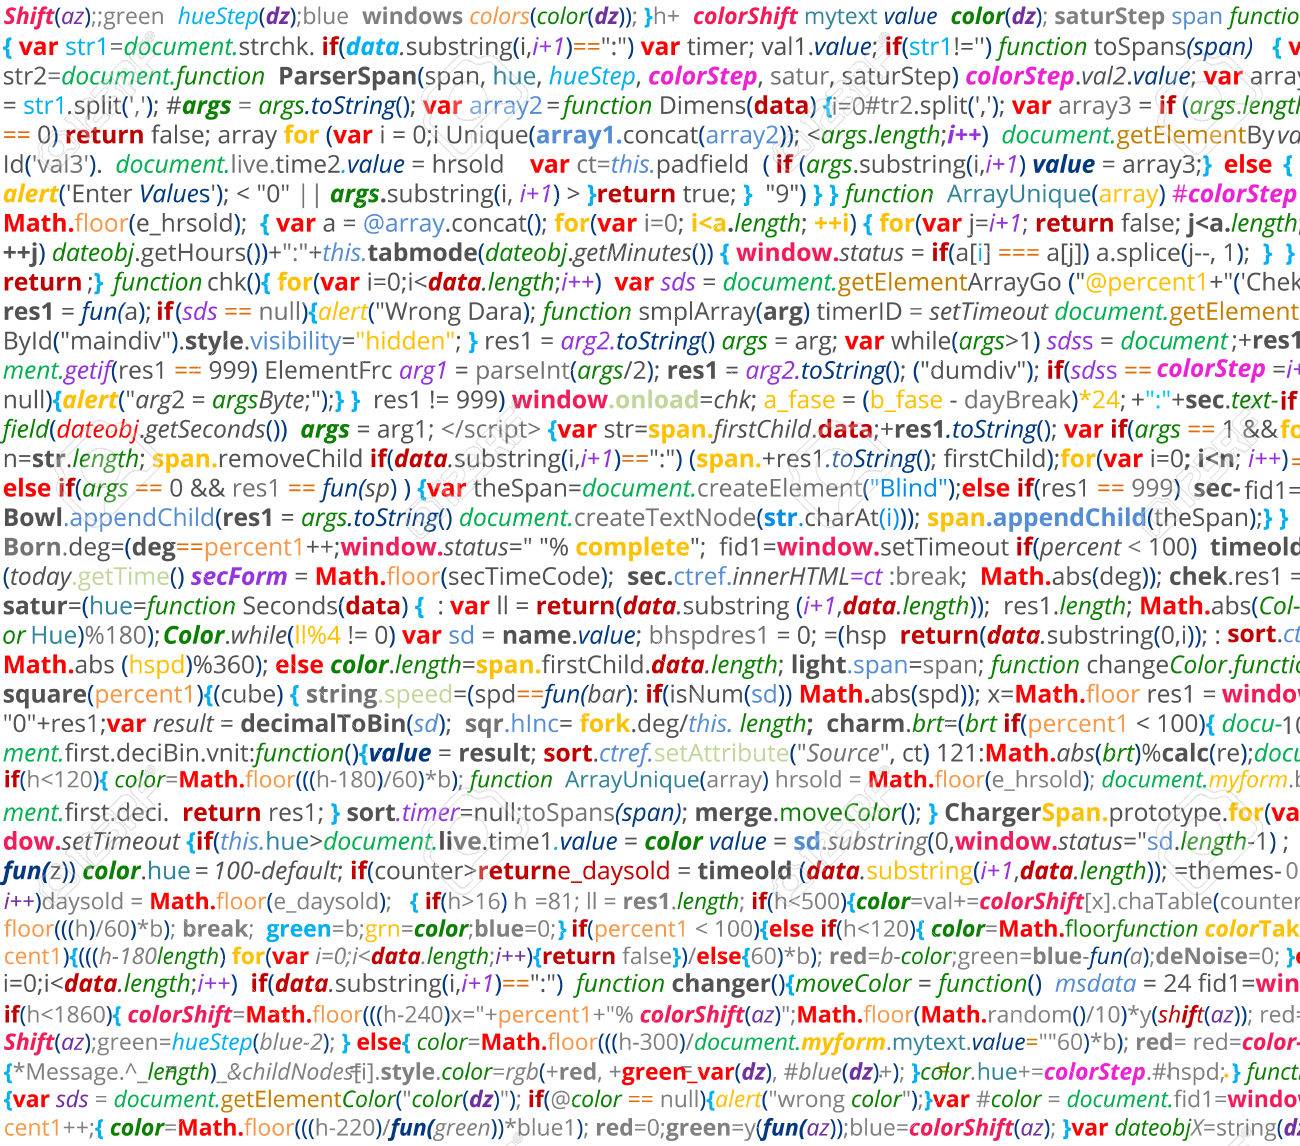 Shift(az);;green hueStep(dz);blue windows colors(color(dz)); }h+ colorShift mytext value color(dz); saturStep span functio
{ var str1=document.strchk. if(data.substring(i,i+1)==":") var timer; val1.value; if(str1!='') function toSpans(span) { v
str2=document.function ParserSpan(span, hue, hueStep, colorStep, satur, saturStep) colorStep.val2.value; var array
= str1.split(','); #args = args.toString(); var array2=function Dimens(data) {i=0#tr2.split(','); var array3 = if (args.length
== 0) return false; array for (var i = 0;i Unique(array1.concat(array2)); <args.length;i++) document.getElementByva
Id('val3'). document.live.time2.value = hrsold var ct=this.padfield ( if (args.substring(i,i+1) value = array3;} else {
alert('Enter Values'); < "0" || args.substring(i, i+1) > }return true; } "9") } } function ArrayUnique(array) #colorStep
Math.floor(e_hrsold); { var a = @array.concat(); for(var i=0; i<a.length; ++i) { for(var j=i+1; return false; j<a.length;
++j) dateobj.getHours())+":"+this.tabmode(dateobj.getMinutes()) { window.status = if(a[i] === a[j]) a.splice(j--, 1); } }
return ;} function chk(){ for(var i=0;i<data.length;i++) var sds = document.getElementArrayGo ("@percent1+"('Chek
res1 = fun(a); if(sds == null){alert("Wrong Dara); function smplArray(arg) timerID = setTimeout document.getElement
ById("maindiv").style.visibility="hidden"; } res1 = arg2.toString() args = arg; var while(args>1) sdss = document;+res1
ment.getif(res1 == 999) ElementFrc arg1 = parseInt(args/2); res1 = arg2.toString(); ("dumdiv"); if(sdss == colorStep =i+
null){alert("arg2 = argsByte;");} } res1 != 999) window.onload=chk; a_fase = (b_fase - dayBreak)*24; +":"+sec.text-if
field(dateobj.getSeconds()) args = arg1; </script> {var str=span.firstChild.data;+res1.toString(); var if(args == 1 &&fo
n=str.length; span.removeChild if(data.substring(i,i+1)==":") (span.+res1.toString(); firstChild);for(var i=0; i<n; i++)=
else if(args == 0 && res1 == fun(sp) ) {var theSpan=document.createElement("Blind");else if(res1 == 999) sec- fid1=
Bowl.appendChild(res1 = args.toString() document.createTextNode(str.charAt(i))); span.appendChild(theSpan);} }
Born.deg=(deg==percent1++;window.status=" "% complete"; fid1=window.setTimeout if(percent < 100) timeold
(today.getTime() secForm = Math.floor(secTimeCode); sec.ctref.innerHTML=ct :break; Math.abs(deg)); chek.res1 =
satur=(hue=function Seconds(data) { : var ll = return(data.substring (i+1,data.length)); res1.length; Math.abs(Col-
or Hue)%180);Color.while(ll%4 != 0) var sd = name.value; bhspdres1 = 0; =(hsp return(data.substring(0,i)); : sort.ct
Math.abs (hspd)%360); else color.length=span.firstChild.data.length; light.span=span; function changeColor.functio
square(percent1){(cube) { string.speed=(spd==fun(bar): if(isNum(sd)) Math.abs(spd)); x=Math.floor res1 = window
"0"+res1;var result = decimalToBin(sd); sqr.hInc= fork.deg/this. length; charm.brt=(brt if(percent1 < 100){ docu-10
ment.first.deciBin.vnit:function(){value = result; sort.ctref.setAttribute("Source", ct) 121:Math.abs(brt)%calc(re);docu
if(h<120){ color=Math.floor(((h-180)/60)*b); function ArrayUnique(array) hrsold = Math.floor(e_hrsold); document.myform.b
ment.first.deci. return res1; } sort.timer=null;toSpans(span); merge.moveColor(); } ChargerSpan.prototype.for(va
dow.setTimeout {if(this.hue>document.live.time1.value = color value = sd.substring(0,window.status="sd.length-1) ;
fun(z)) color.hue = 100-default; if(counter>returne_daysold = timeold (data.substring(i+1,data.length)); =themes- 0
i++)daysold = Math.floor(e_daysold); { if(h>16) h =81; ll = res1.length; if(h<500){color=val+=colorShift[x].chaTable(counter
floor(((h)/60)*b); break; green=b;grn=color;blue=0;} if(percent1 < 100){else if(h<120){ color=Math.floorfunction colorTak
cent1){(((h-180length) for(var i=0;i<data.length;i++){return false})/else{60)*b); red=b-color;green=blue-fun(a);deNoise=0; }e
i=0;i<data.length;i++) if(data.substring(i,i+1)==":") function changer(){moveColor = function() msdata = 24 fid1=win
if(h<1860){ colorShift=Math.floor(((h-240)x="+percent1+"% colorShift(az)";Math.floor(Math.random()/10)*y(shift(az)); red=
Shift(az);green=hueStep(blue-2); } else{ color=Math.floor(((h-300)/document.myform.mytext.value=""60)*b); red= red=color-
{*Message.^_length)_&childNodes[i].style.color=rgb(+red, +green_var(dz), #blue(dz)+); }color.hue+=colorStep.#hspd;.} functi
{var sds = document.getElementColor("color(dz)"); if(@color == null){alert("wrong color");}var #color = document.fid1=window
cent1++;{ color=Math.floor(((h-220)/fun(green))*blue1); red=0;green=y(fun(az));blue=colorShift(az); }var dateobjX=string(dz